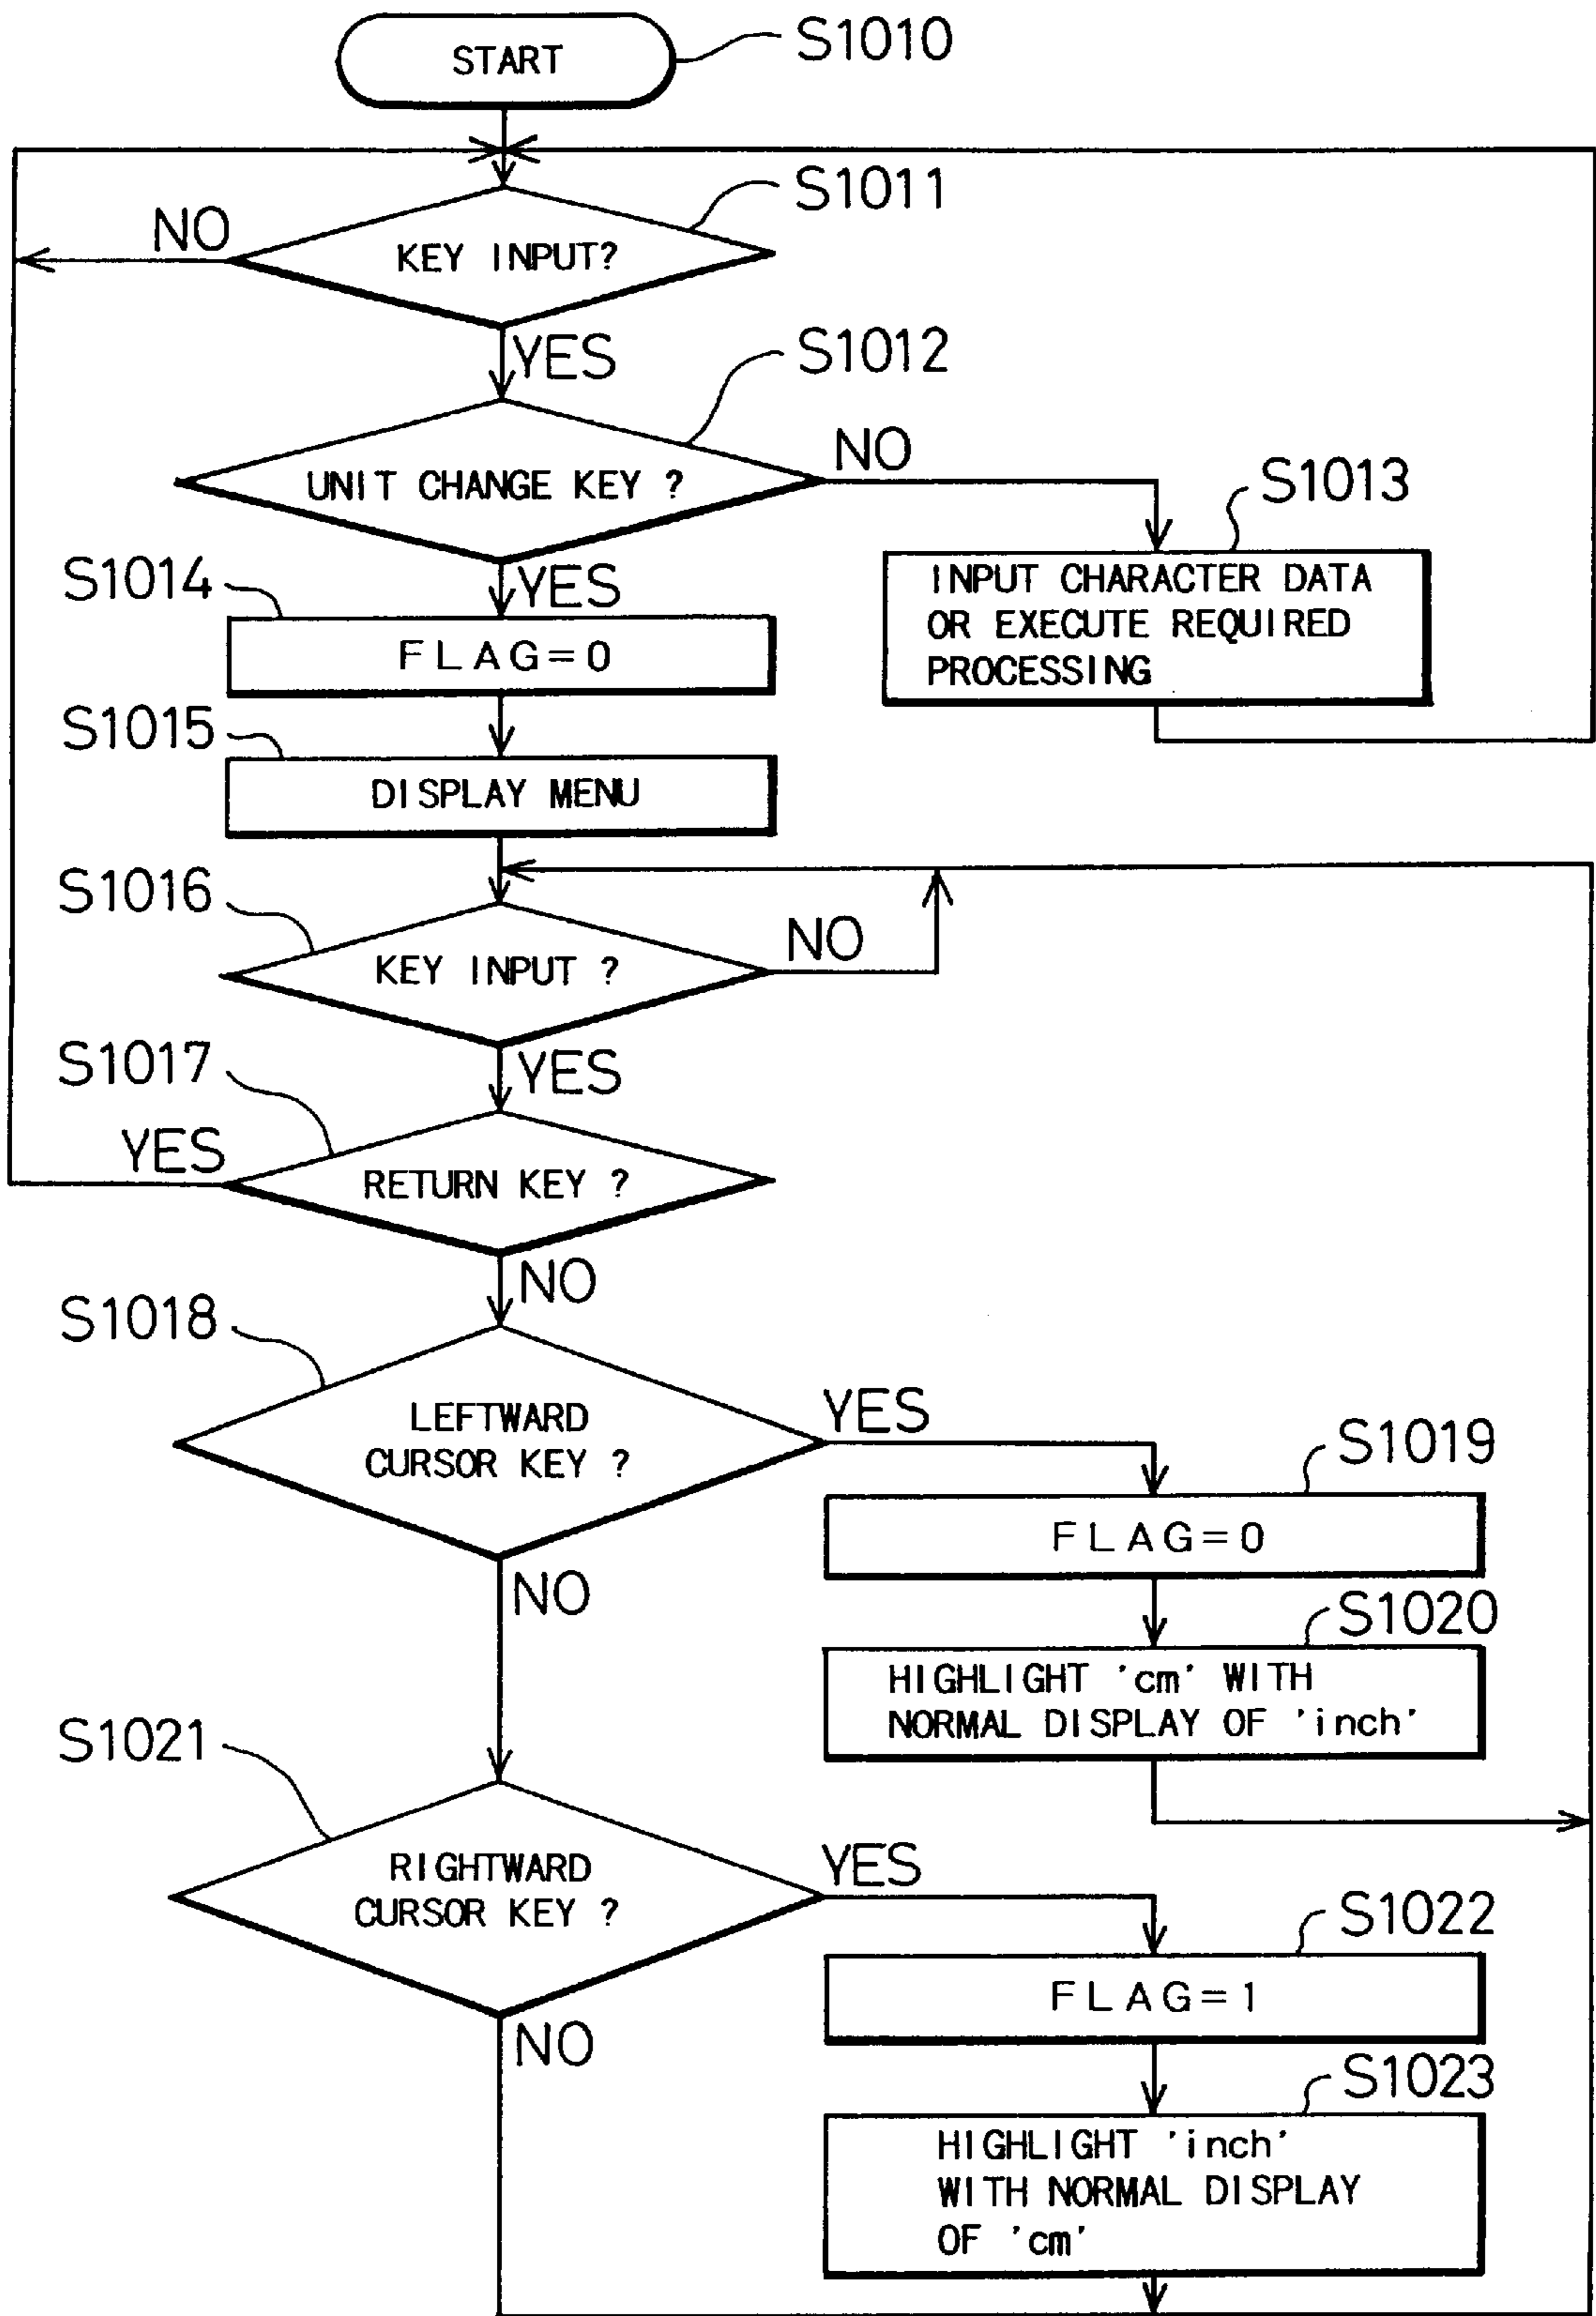 START
S1010
S1011
NO
KEY INPUT?
YES
S1012
NO
UNIT CHANGE KEY ?
S1013
YES
S1014
INPUT CHARACTER DATA
OR EXECUTE REQUIRED
PROCESSING
FLAG=0
S1015
DISPLAY MENU
S1016
NO
KEY INPUT ?
S1017
YES
YES
RETURN KEY ?
NO
S1018
YES
LEFTWARD
CURSOR KEY ?
S1019
FLAG=0
NO
S1020
HIGHLIGHT 'cm' WITH
NORMAL DISPLAY OF 'inch'
S1021
YES
RIGHTWARD
CURSOR KEY ?
S1022
FLAG=1
NO
S1023
HIGHLIGHT 'inch'
WITH NORMAL DISPLAY
OF 'cm'